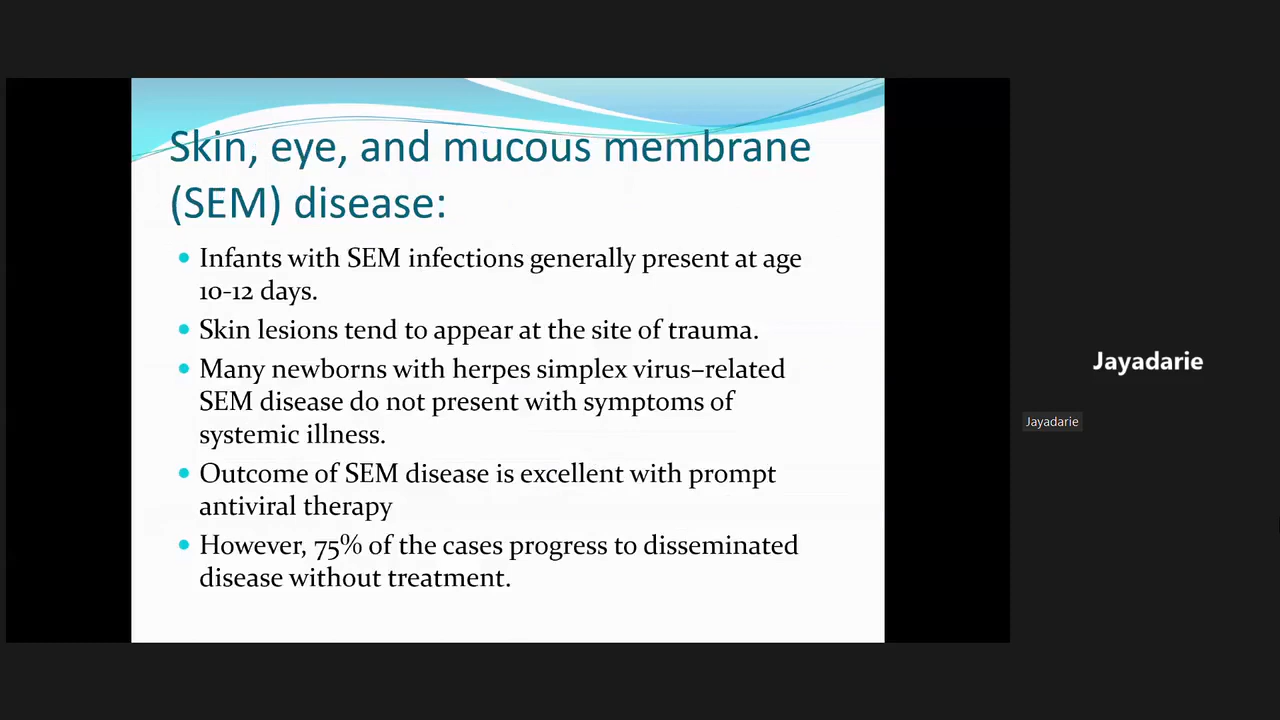 Skin, eye, and mucous membrane
(SEM) disease:
Infants with SEM infections generally present at age
10-12 days.
Skin lesions tend to appear at the site of trauma.
Many newborns with herpes simplex virus–related
SEM disease do not present with symptoms of
systemic illness.
Outcome of SEM disease is excellent with prompt
antiviral therapy
However, 75% of the cases progress to disseminated
disease without treatment.
Jayadarie
Jayadarie